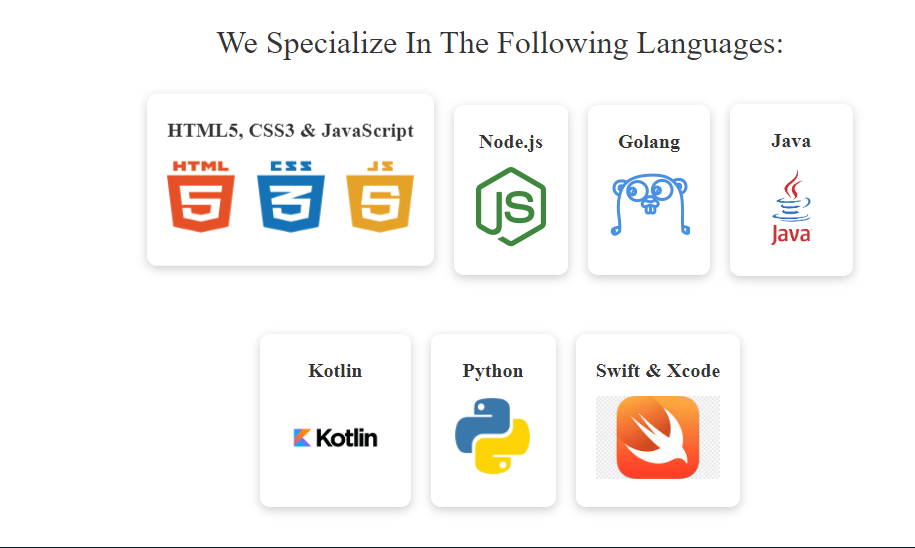 We Specialize In The Following Languages:
HTML5, CSS3 & JavaScript
HTML CSS JS
5 3 5
Node.js
JS
Golang
Java
Java
Kotlin
Kotlin
Python
Swift & Xcode